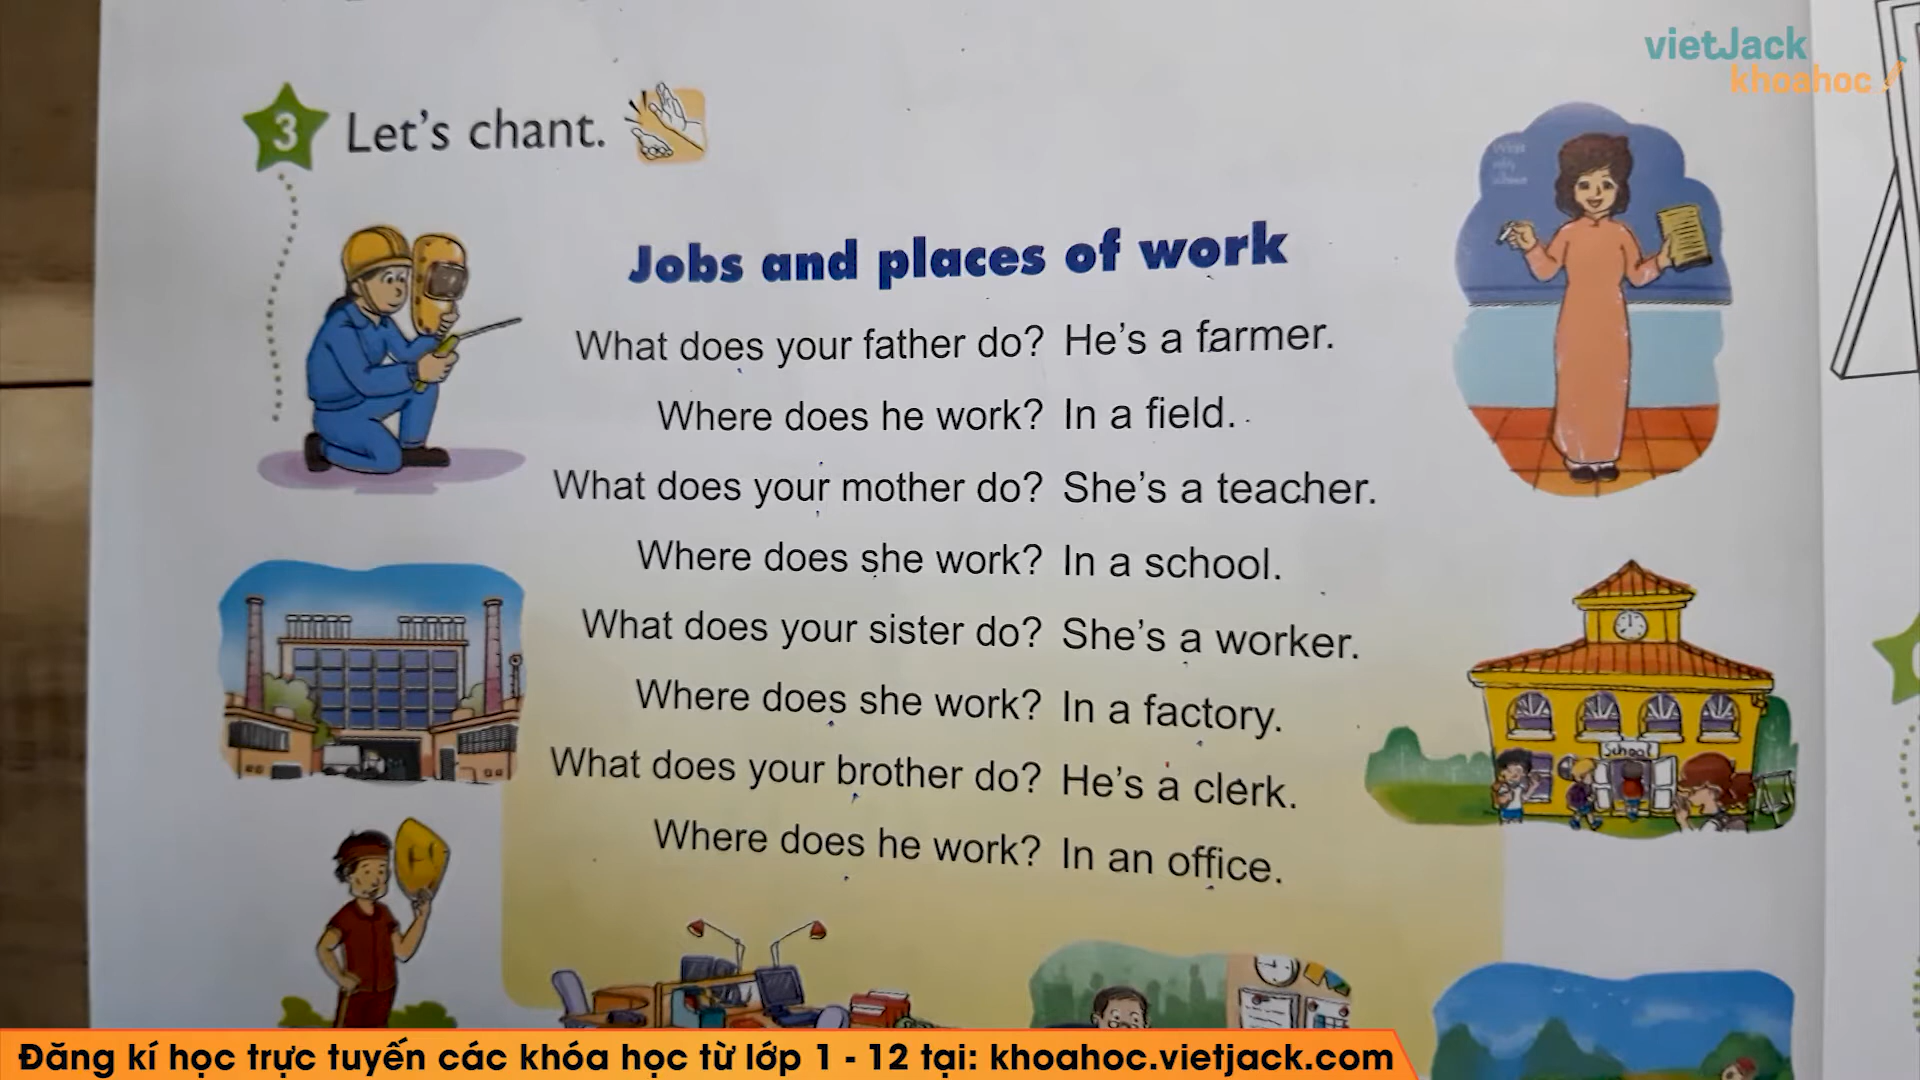 vietJack
khoahoc
3 Let's chant.
Jobs and places of work
What does your father do? He's a farmer.
Where does he work? In a field.
What does your mother do? She's a teacher.
Where does she work? In a school.
What does your sister do? She's a worker.
Where does she work? In a factory.
What does your brother do? He's a clerk.
Where does he work? In an office.
School
Đăng kí học trực tuyến các khóa học từ lớp 1 - 12 tại: khoahoc.vietjack.com